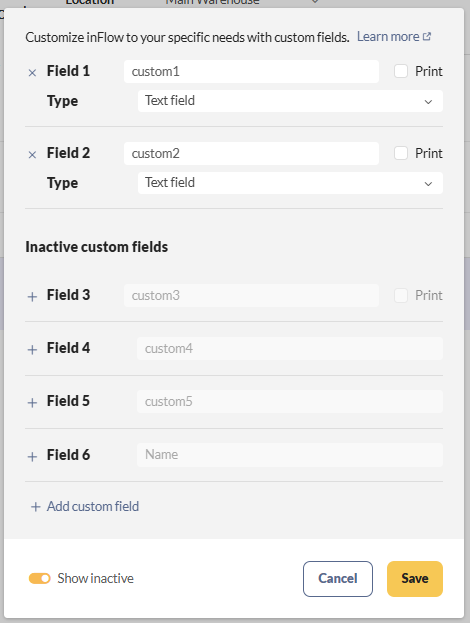 Location Main Warehouse
Customize inFlow to your specific needs with custom fields. Learn more
Field 1 custom1 Print
Type Text field
Field 2 custom2 Print
Type Text field
Inactive custom fields
Field 3 custom3 Print
Field 4 custom4
Field 5 custom5
Field 6 Name
+ Add custom field
Show inactive Cancel Save